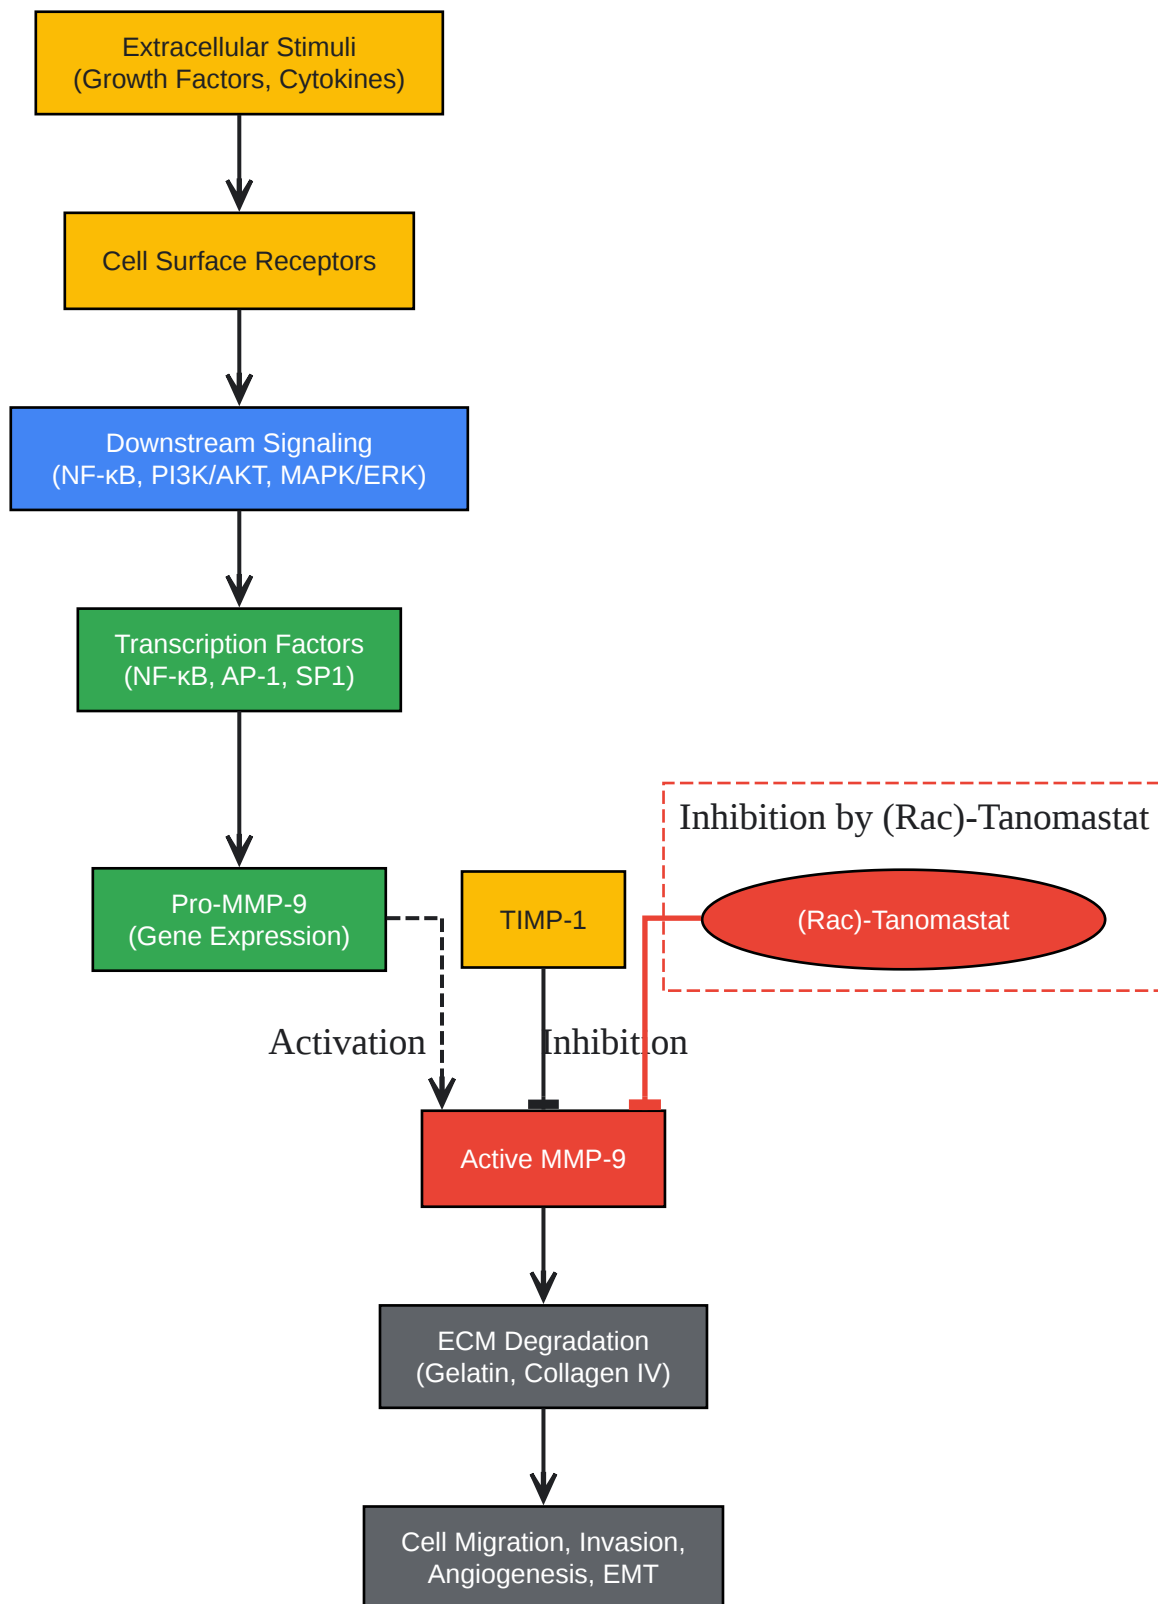 Extracellular Stimuli
(Growth Factors, Cytokines)
Cell Surface Receptors
Downstream Signaling
(NF-κB, PI3K/AKT, MAPK/ERK)
Transcription Factors
(NF-κB, AP-1, SP1)
Inhibition by (Rac)-Tanomastat
Pro-MMP-9
(Gene Expression)
TIMP-1
(Rac)-Tanomastat
Activation
Inhibition
Active MMP-9
ECM Degradation
(Gelatin, Collagen IV)
Cell Migration, Invasion,
Angiogenesis, EMT